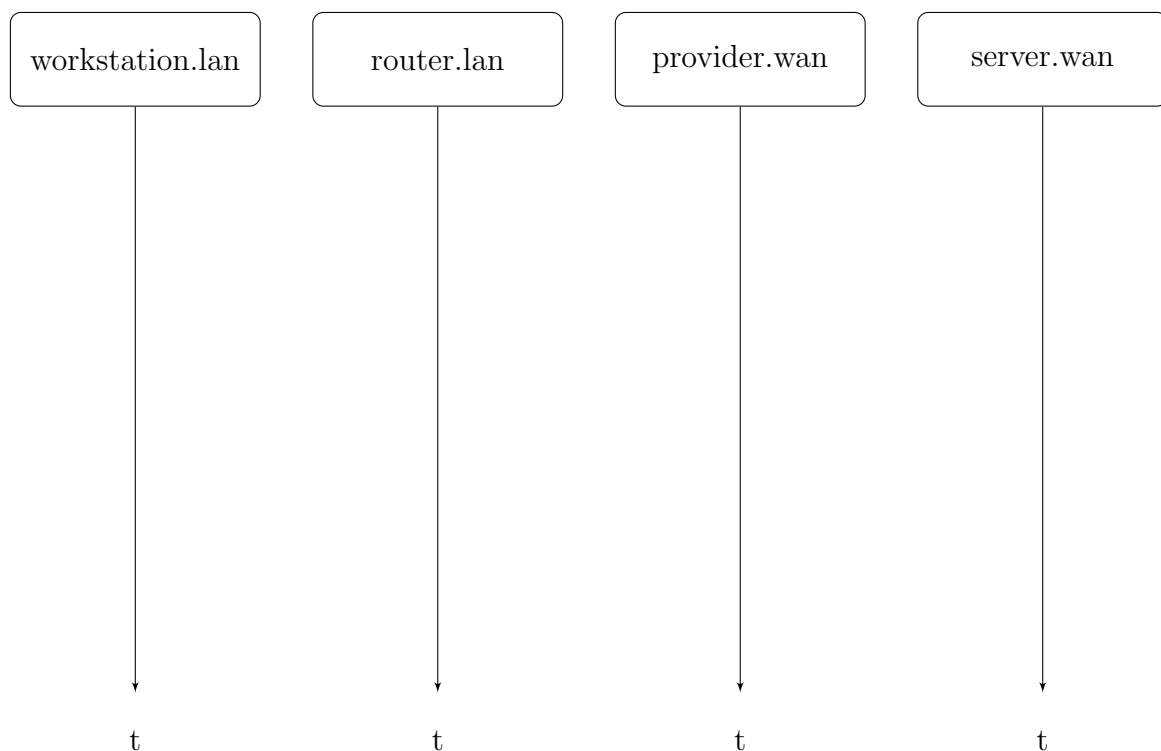 workstation.lan
router.lan
provider.wan
server.wan
t
t
t
t